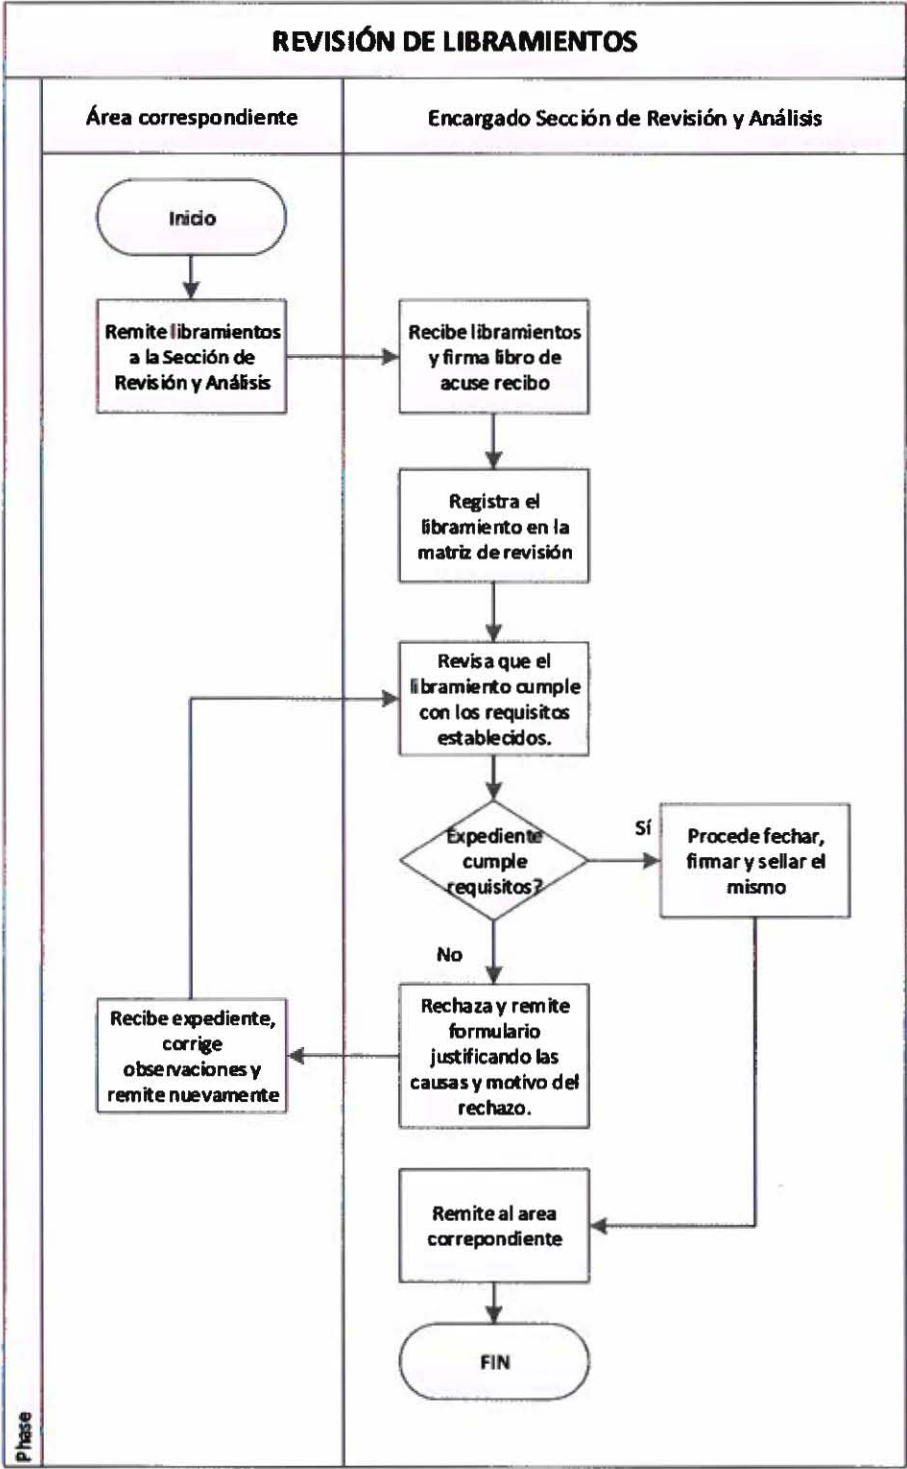 REVISIÓN DE LIBRAMIENTOS
Área correspondiente
Encargado Sección de Revisión y Análisis
Inicio
Remite libramientos
a la Sección de
Revisión y Análisis
Recibe libramientos
y firma libro de
acuse recibo
Registra el
libramiento en la
matriz de revisión
Revisa que el
libramiento cumple
con los requisitos
establecidos.
Expediente
cumple
requisitos?
Sí
Procede fechar,
firmar y sellar el
mismo
No
Rechaza y remite
formulario
justificando las
causas y motivo del
rechazo.
Recibe expediente,
corrige
observaciones y
remite nuevamente
Remite al area
correpondiente
FIN
Phase